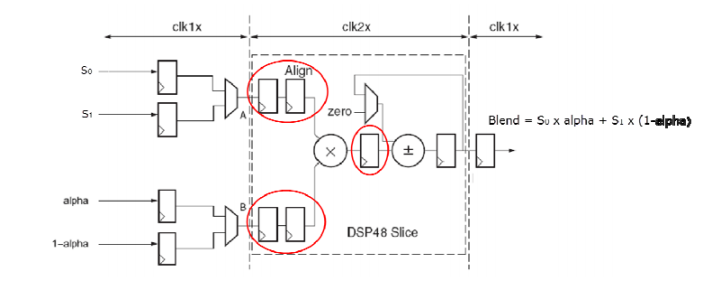 clk1x clk2x clk1x
S0
Align
S1
A
zero
Blend = S0 x alpha + S1 x (1-alpha)
× ±
alpha
B
DSP48 Slice
1–alpha